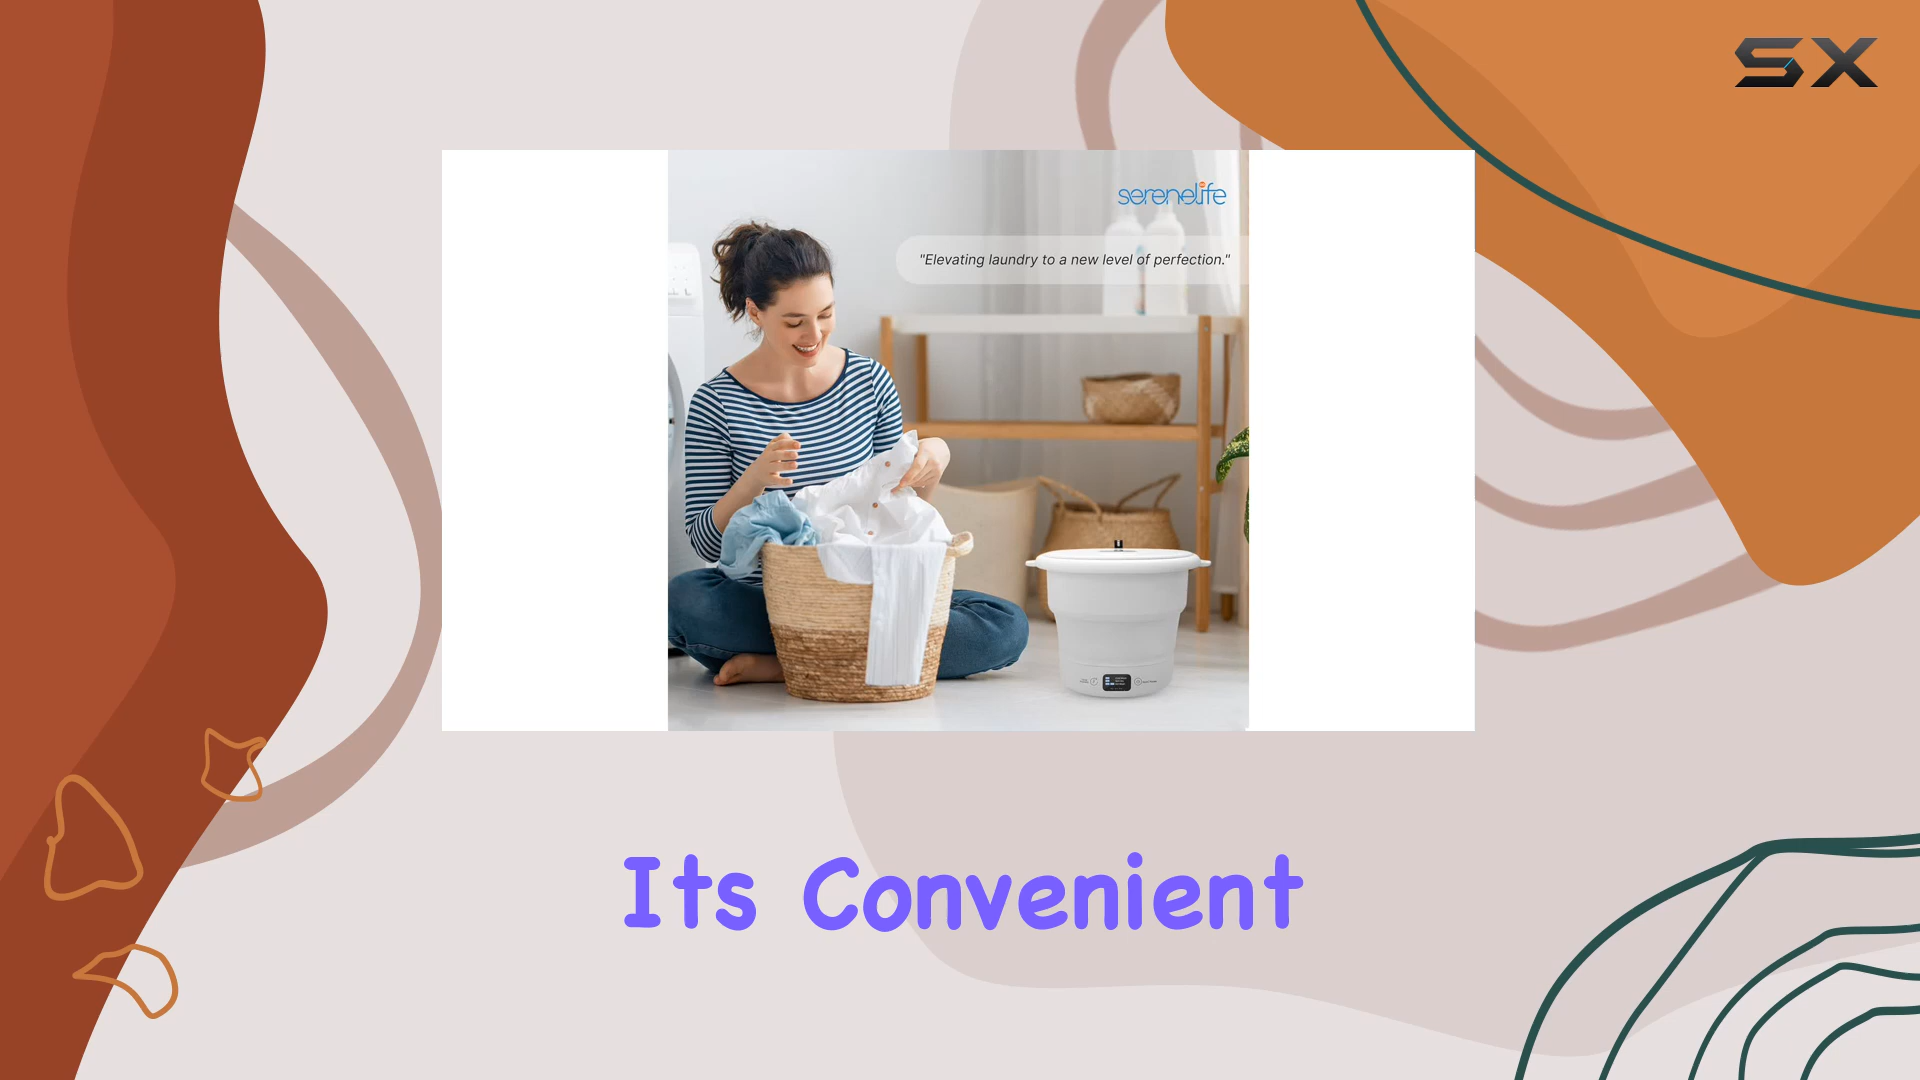 SX
serenelife
"Elevating laundry to a new level of perfection."
Its Convenient